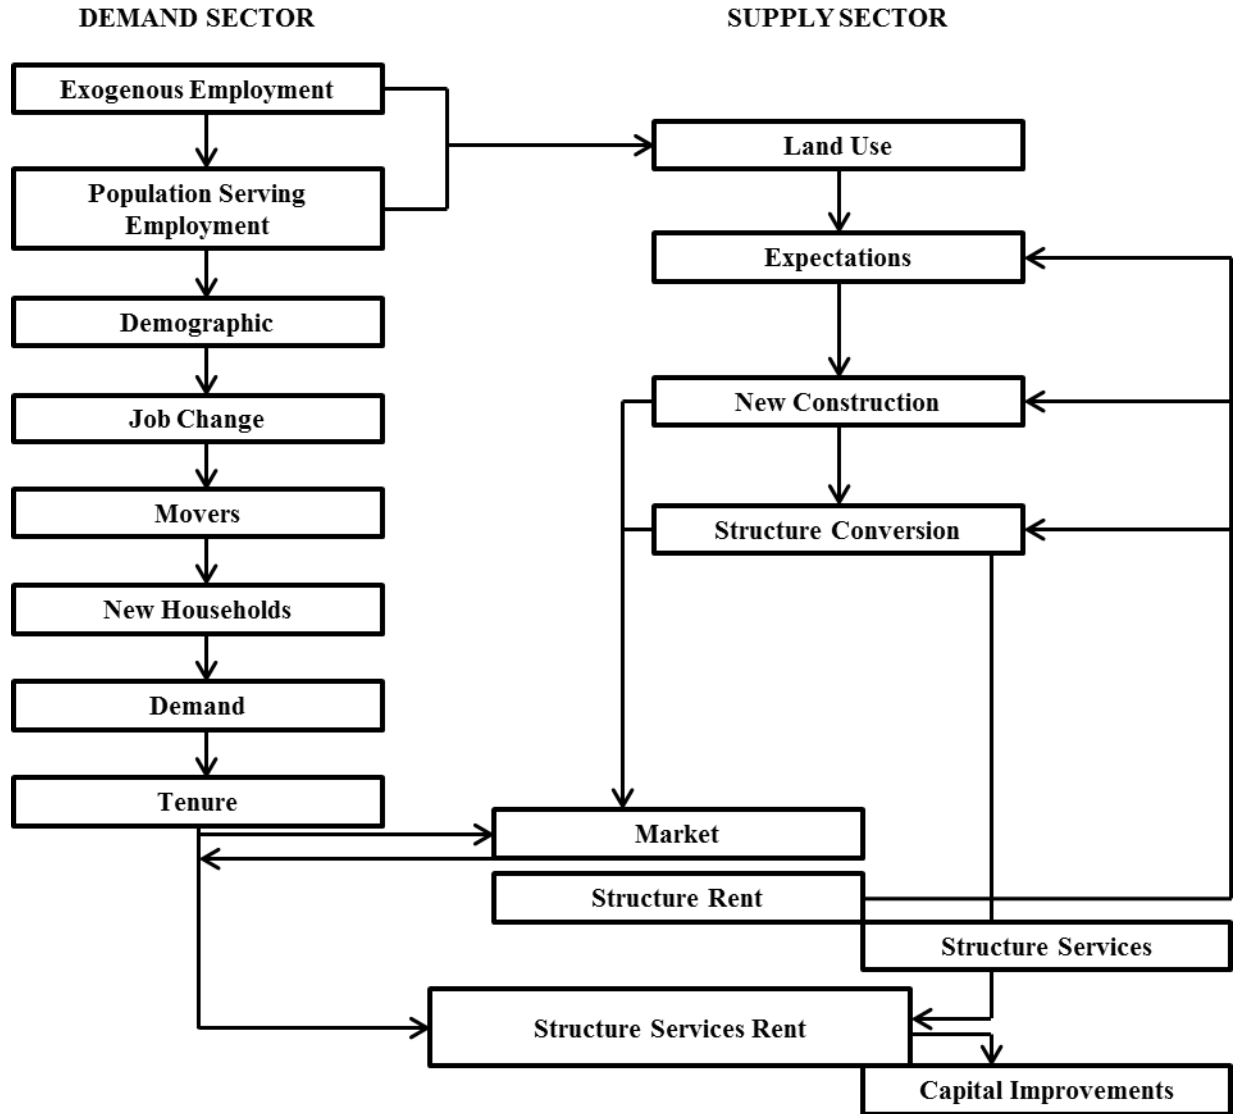 DEMAND SECTOR
SUPPLY SECTOR
Exogenous Employment
Land Use
Population Serving
Employment
Expectations
Demographic
New Construction
Job Change
Movers
Structure Conversion
New Households
Demand
Tenure
Market
Structure Rent
Structure Services
Structure Services Rent
Capital Improvements